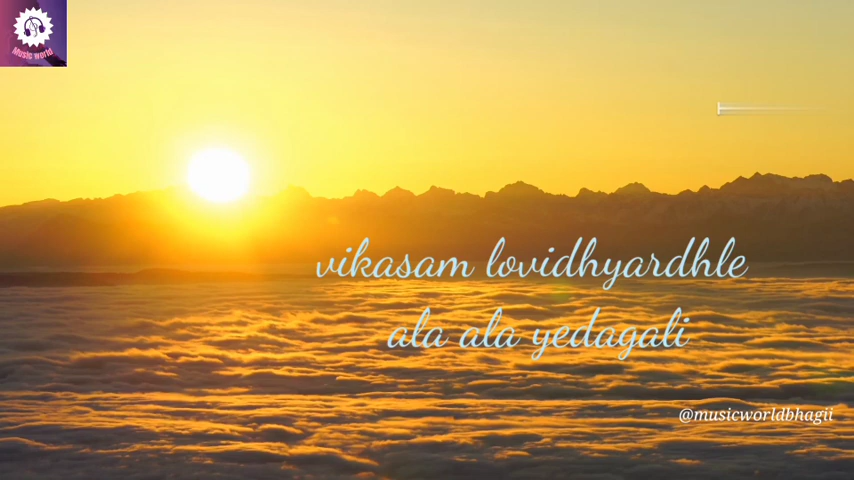 Music world
vikasam lovidhyardhle
ala ala yedagali
@musicworldbhagii